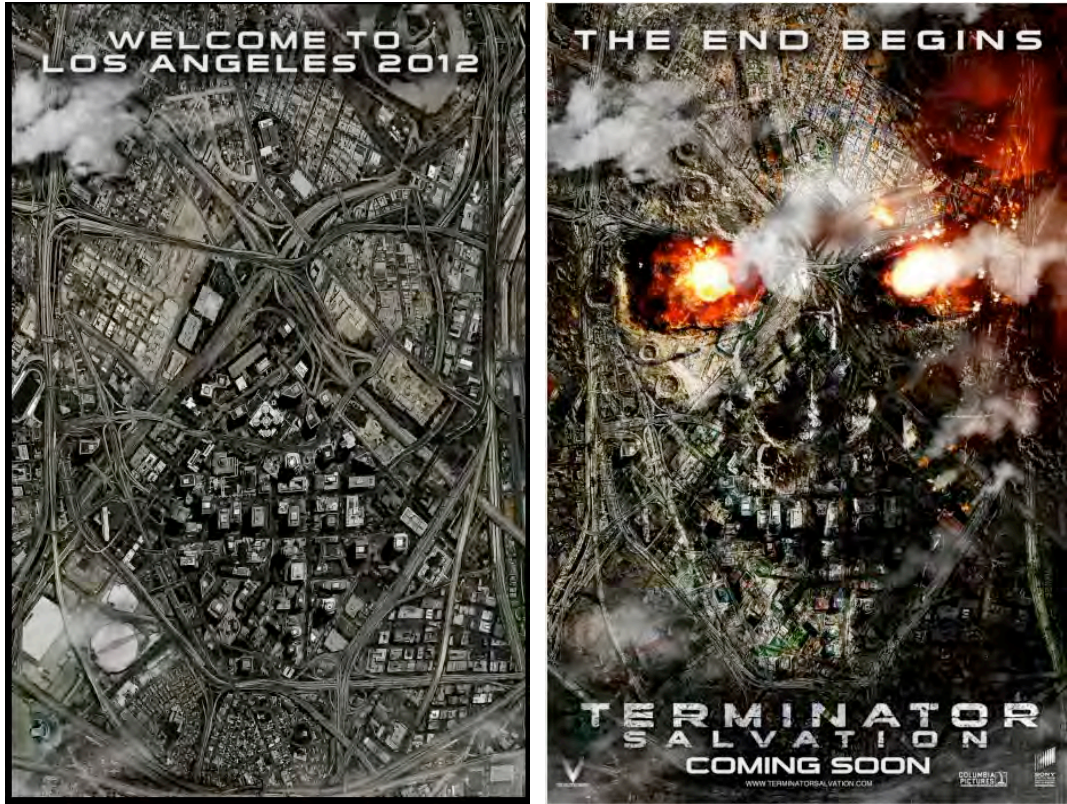 WELCOME TO
LOS ANGELES 2012
THE END BEGINS
TERMINATOR
SALVATION
COMING SOON
WWW.TERMINATORSALVATION.COM
COLUMBIA
PICTURES
SONY